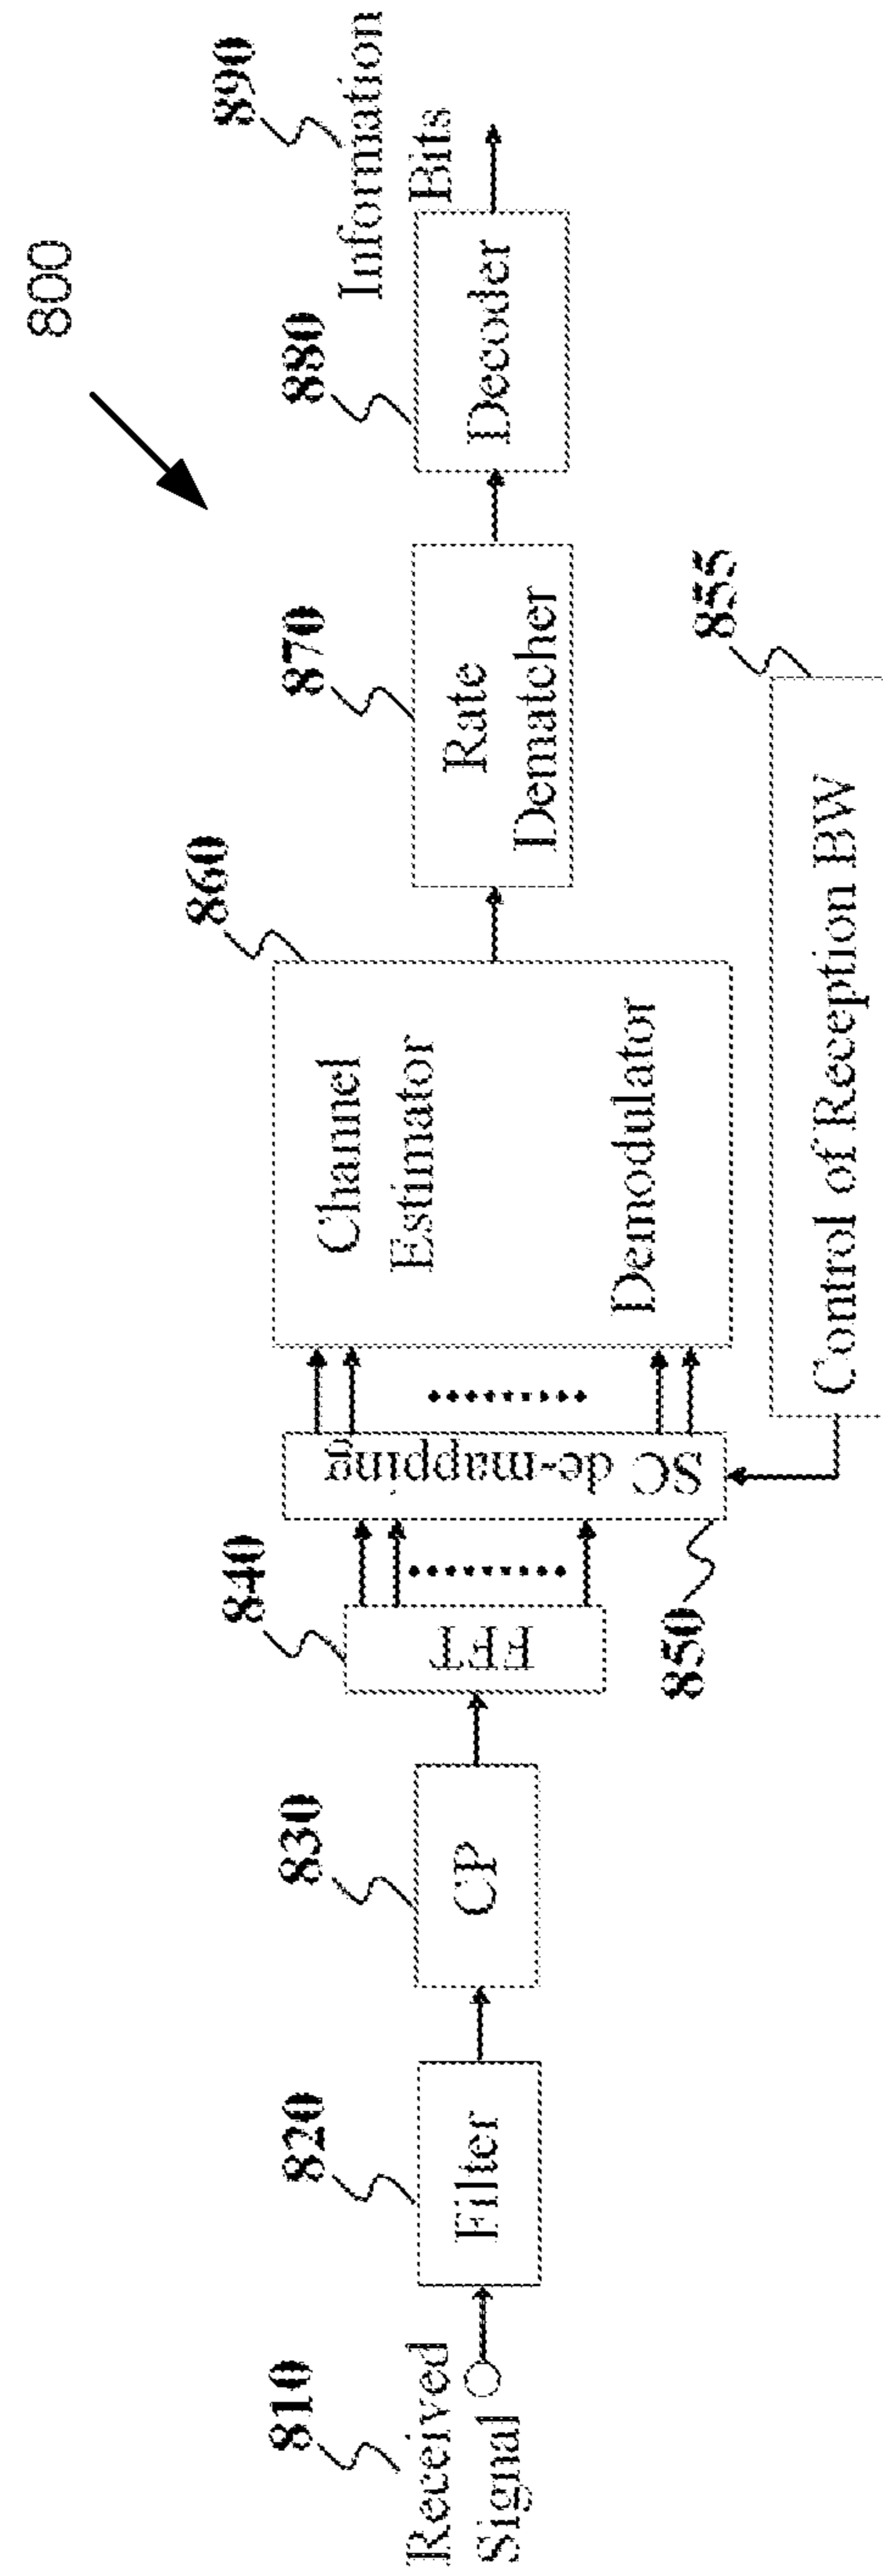 800
810
Received
Signal
820
Filter
830
CP
840
FFT
850
SC de-mapping
860
Channel
Estimator
Demodulator
870
Rate
Dematcher
880
Decoder
890
Information
Bits
855
Control of Reception BW